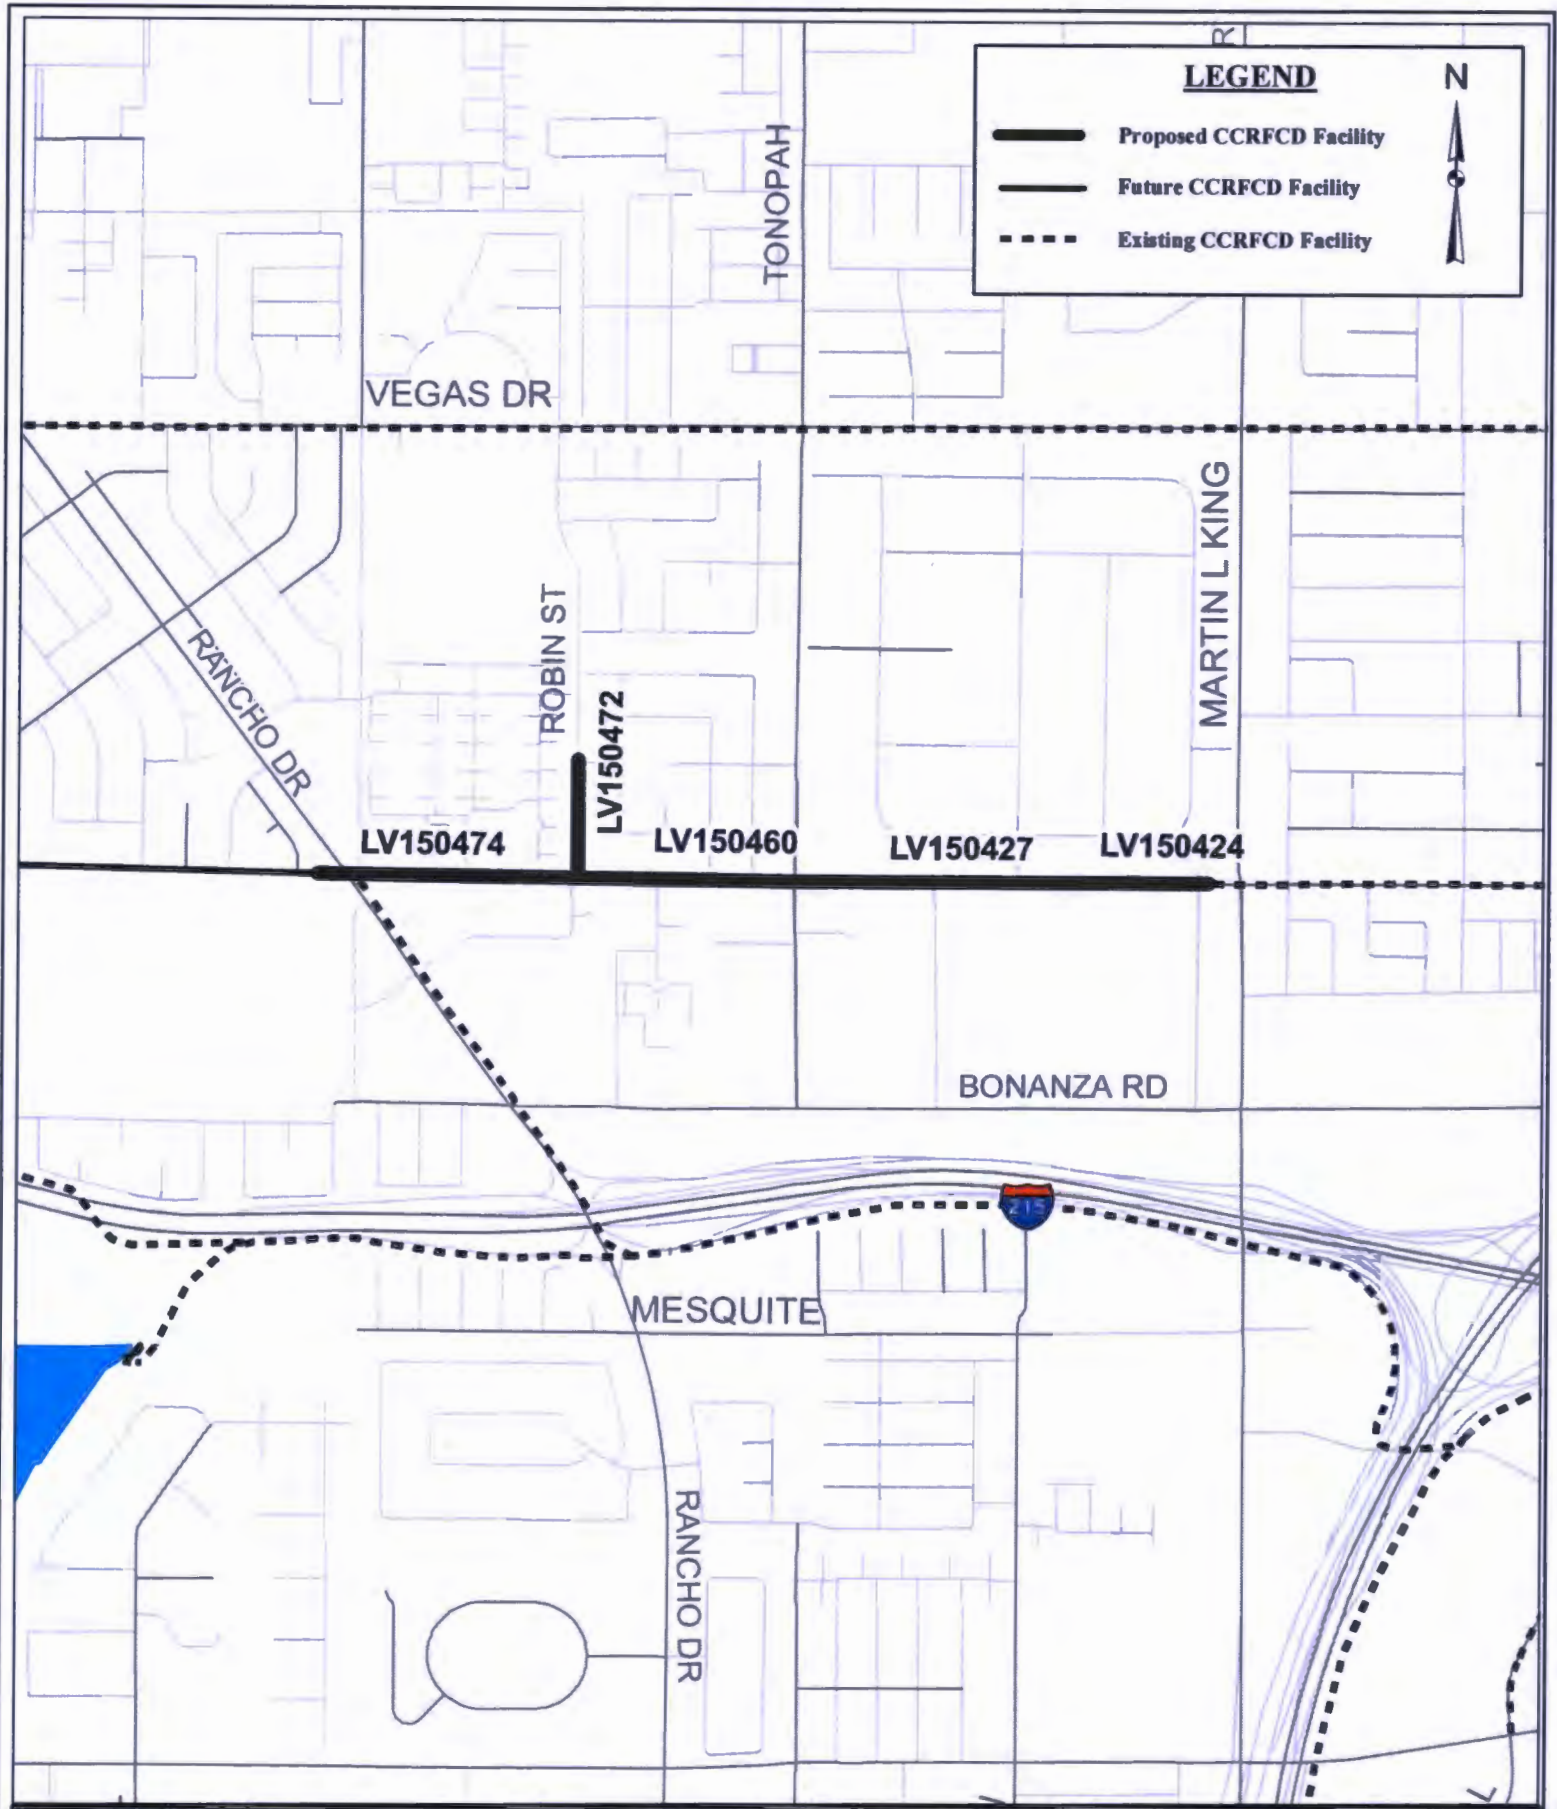 R
LEGEND
N
Proposed CCRFCD Facility
Future CCRFCD Facility
Existing CCRFCD Facility
TONOPAH
VEGAS DR
MARTIN L KING
ROBIN ST
RANCHO DR
LV150472
LV150474
LV150460
LV150427
LV150424
BONANZA RD
215
MESQUITE
RANCHO DR
L